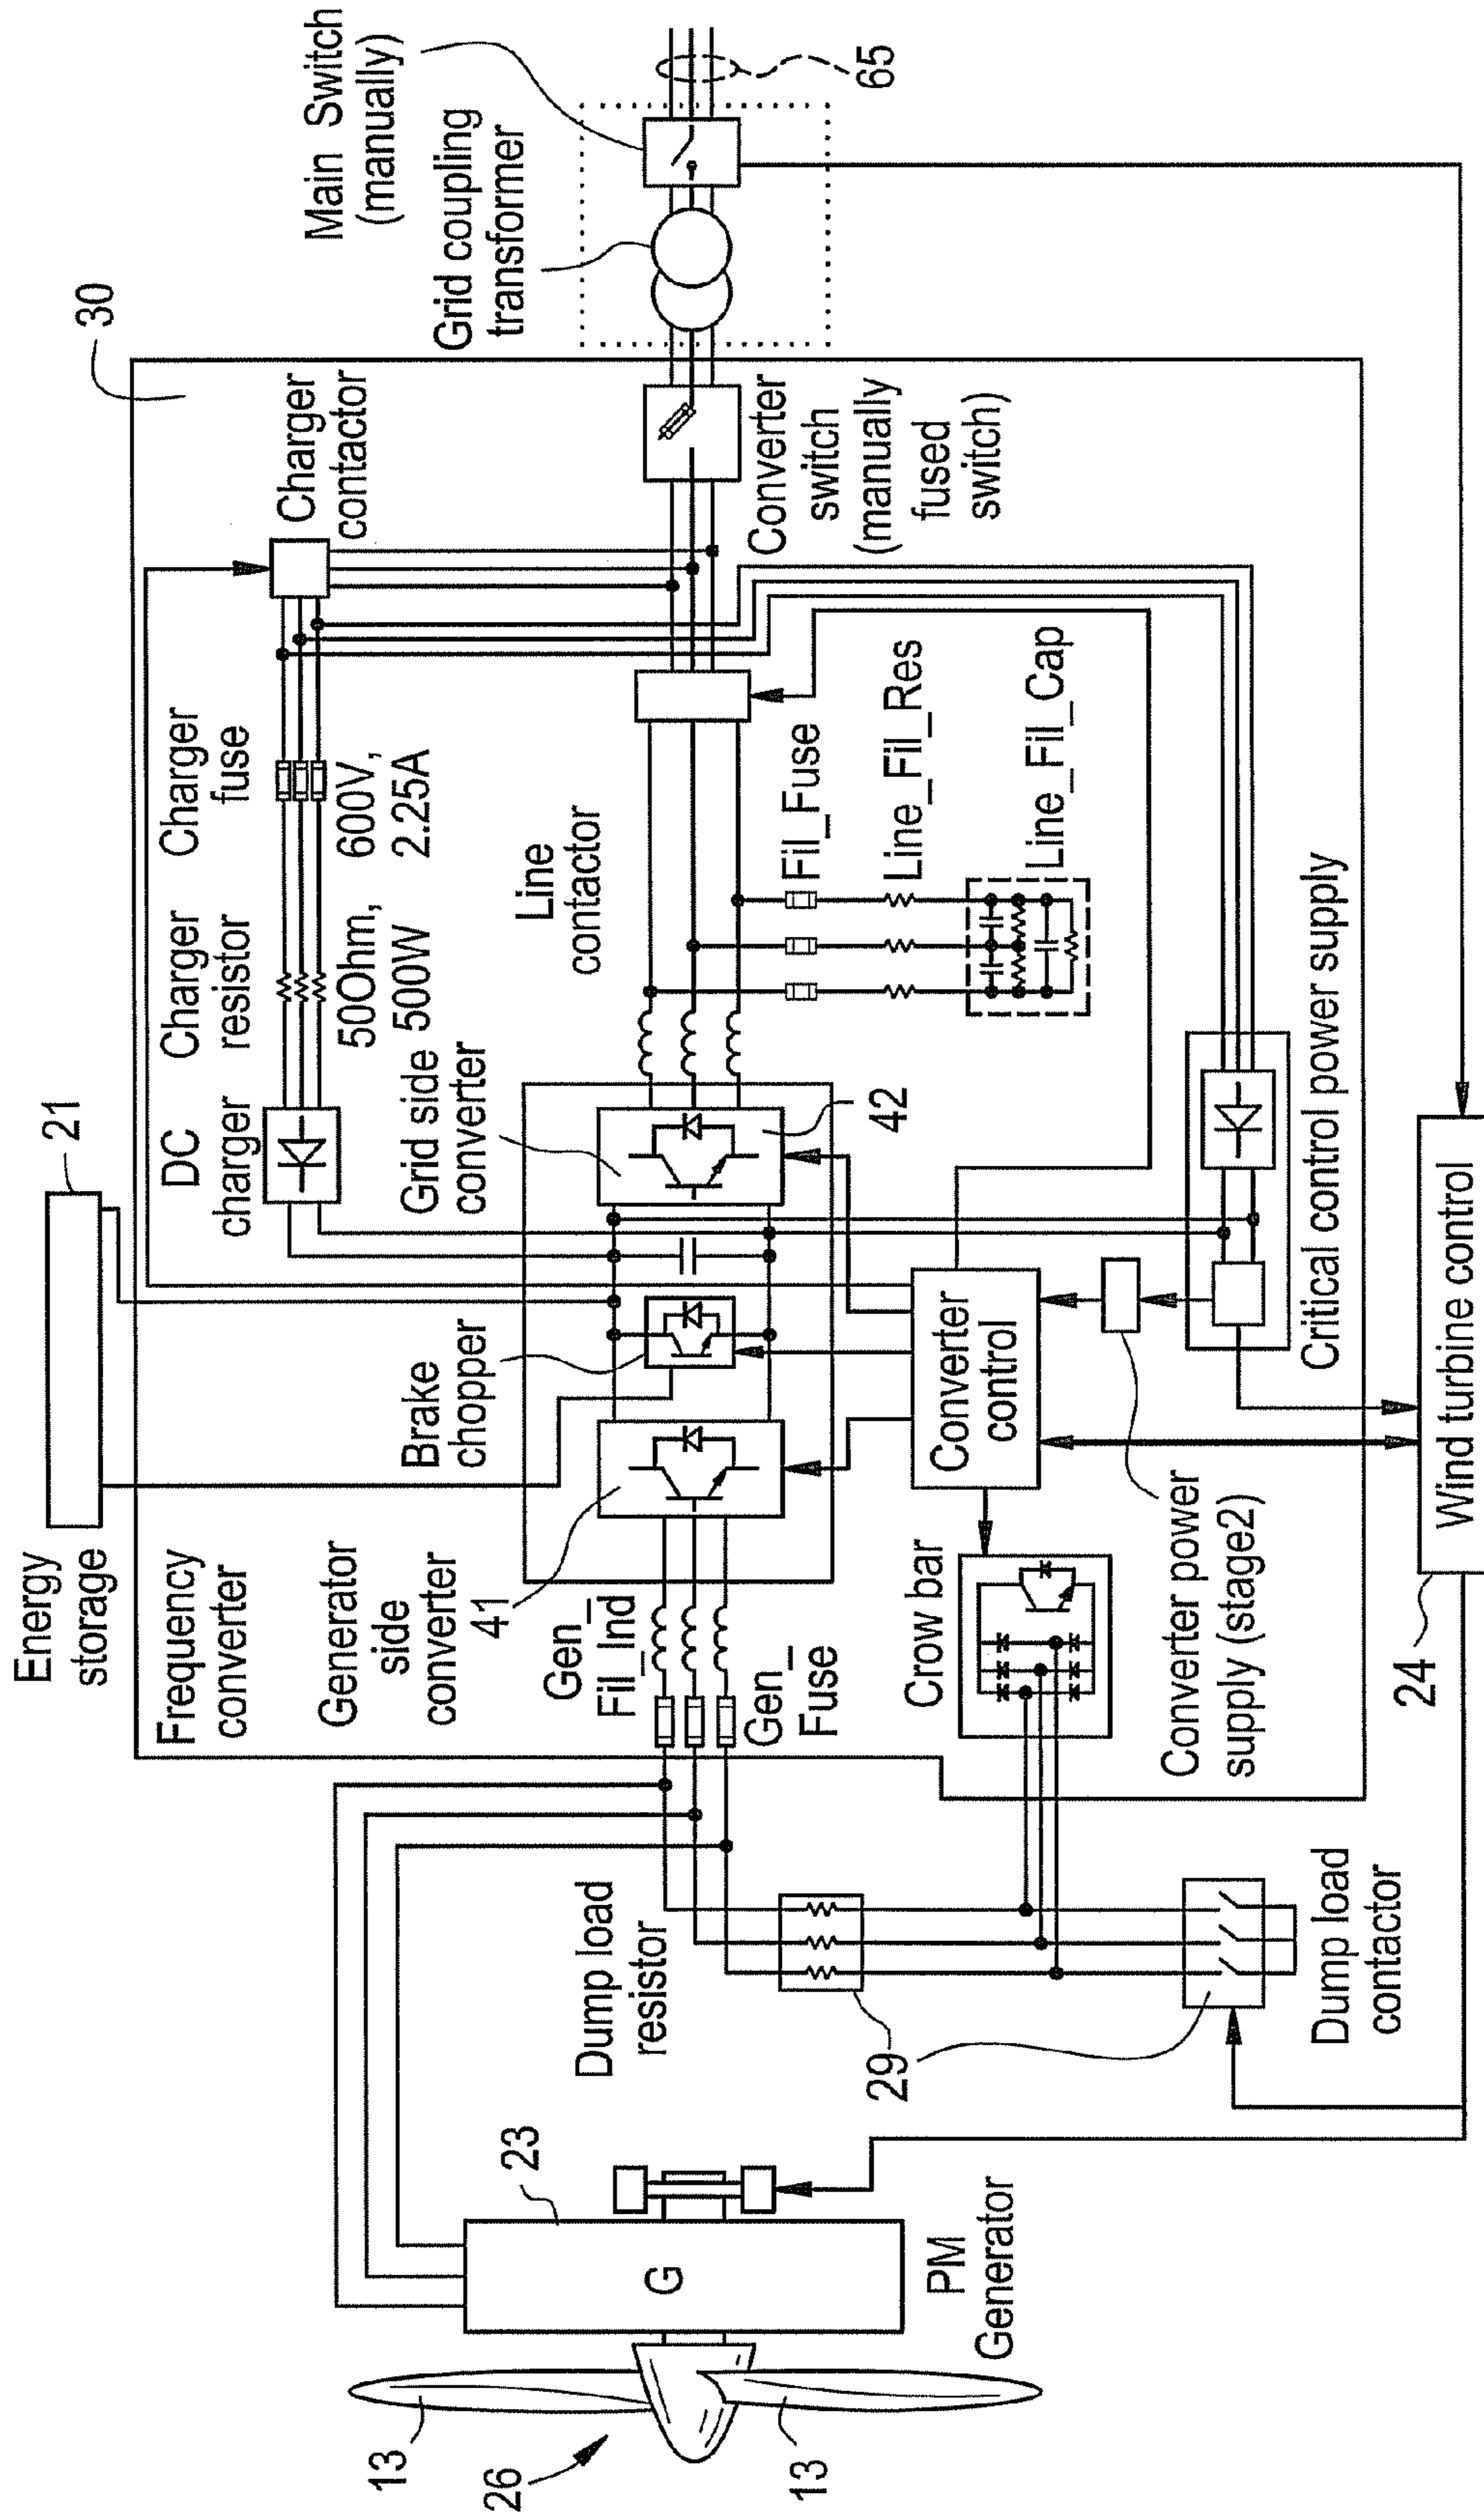 Energy
storage
21
Frequency
converter
DC
charger
Charger
resistor
50Ohm,
500W
Charger
fuse
600V,
2.25A
Charger
contactor
30
Main Switch
(manually)
Grid coupling
transformer
65
Generator
side
converter
41
Brake
chopper
Grid side
converter
42
Line
contactor
Converter
switch
(manually
fused
switch)
Gen_
Fil_Ind
Gen_
Fuse
Fil_Fuse
Line_Fil_Res
Line_Fil_Cap
Crow bar
Converter
control
Converter power
supply (stage2)
Critical control power supply
Wind turbine control
24
Dump load
resistor
29
Dump load
contactor
23
G
PM
Generator
13
26
13